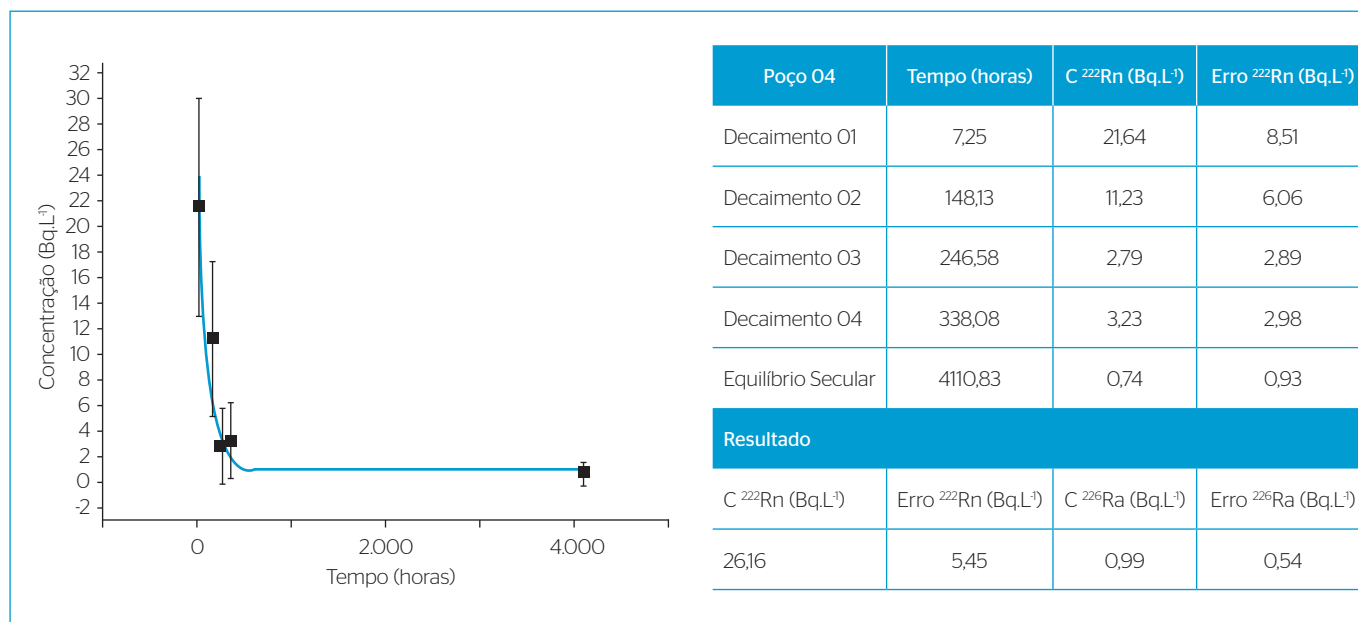 Concentração (Bq.L⁻¹)
32
30
28
26
24
22
20
18
16
14
12
10
8
6
4
2
0
-2
0 2.000 4.000
Tempo (horas)
Poço 04 Tempo (horas) C ²²²Rn (Bq.L⁻¹) Erro ²²²Rn (Bq.L⁻¹)
Decaimento 01 7,25 21,64 8,51
Decaimento 02 148,13 11,23 6,06
Decaimento 03 246,58 2,79 2,89
Decaimento 04 338,08 3,23 2,98
Equilíbrio Secular 4110,83 0,74 0,93
Resultado
C ²²²Rn (Bq.L⁻¹) Erro ²²²Rn (Bq.L⁻¹) C ²²⁶Ra (Bq.L⁻¹) Erro ²²⁶Ra (Bq.L⁻¹)
26,16 5,45 0,99 0,54